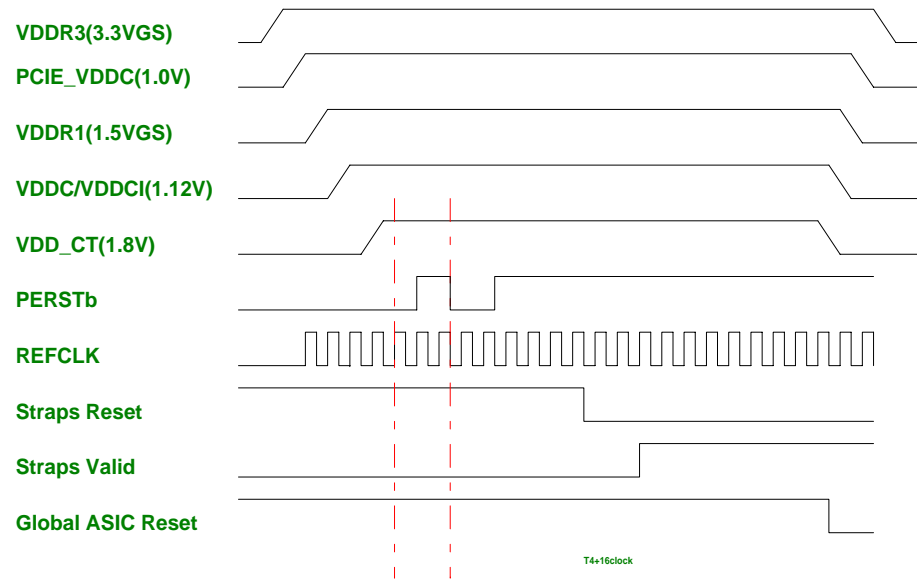 VDDR3(3.3VGS)
PCIE_VDDC(1.0V)
VDDR1(1.5VGS)
VDDC/VDDCI(1.12V)
VDD_CT(1.8V)
PERSTb
REFCLK
Straps Reset
Straps Valid
Global ASIC Reset
T4+16clock